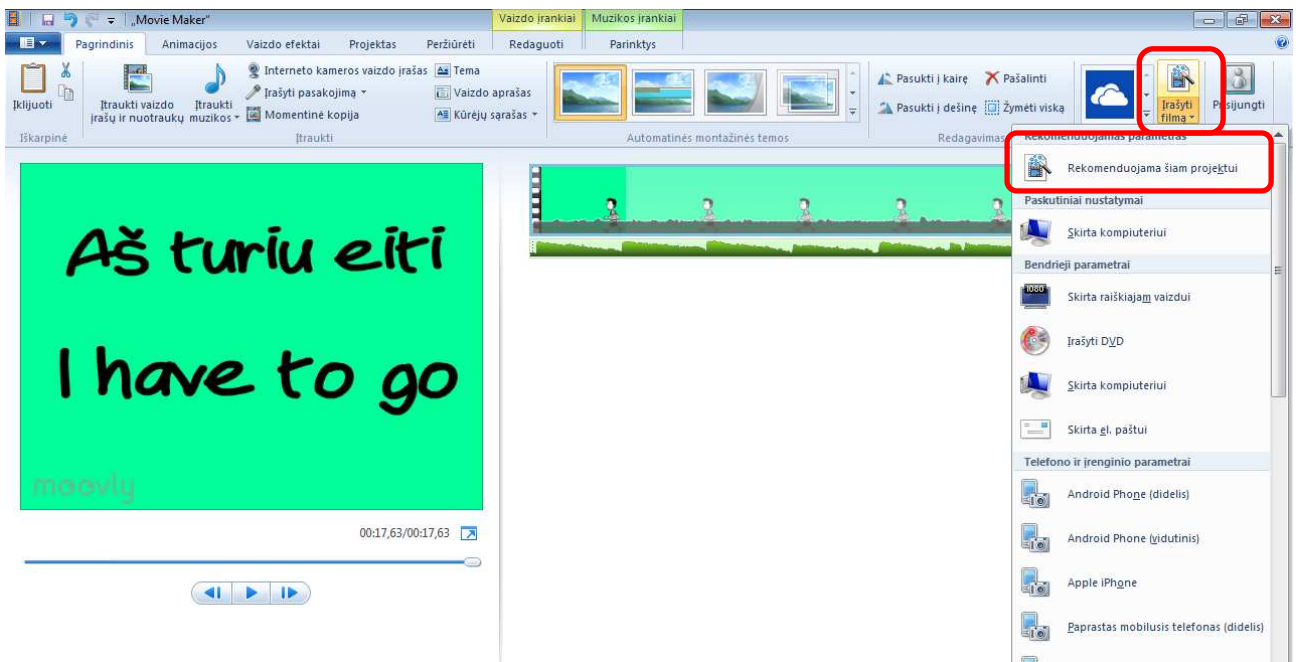 „Movie Maker“
Vaizdo įrankiai
Muzikos įrankiai
Pagrindinis
Animacijos
Vaizdo efektai
Projektas
Peržiūrėti
Redaguoti
Parinktys
Įklijuoti
Iškarpinė
Įtraukti vaizdo
įrašų ir nuotraukų
Įtraukti
muzikos
Interneto kameros vaizdo įrašas
Įrašyti pasakojimą
Momentinė kopija
Tema
Vaizdo aprašas
Kūrėjų sąrašas
Įtraukti
Automatinės montažinės temos
Pasukti į kairę
Pasukti į dešinę
Pašalinti
Žymėti viską
Redagavimas
Įrašyti
filmą
Prisijungti
Aš turiu eiti
I have to go
moovly
00:17,63/00:17,63
Rekomenduojamas parametras
Rekomenduojama šiam projektui
Paskutiniai nustatymai
Skirta kompiuteriui
Bendrieji parametrai
1080
Skirta raiškiajam vaizdui
Įrašyti DVD
Skirta kompiuteriui
Skirta el. paštui
Telefono ir įrenginio parametrai
Android Phone (didelis)
Android Phone (vidutinis)
Apple iPhone
Paprastas mobilusis telefonas (didelis)